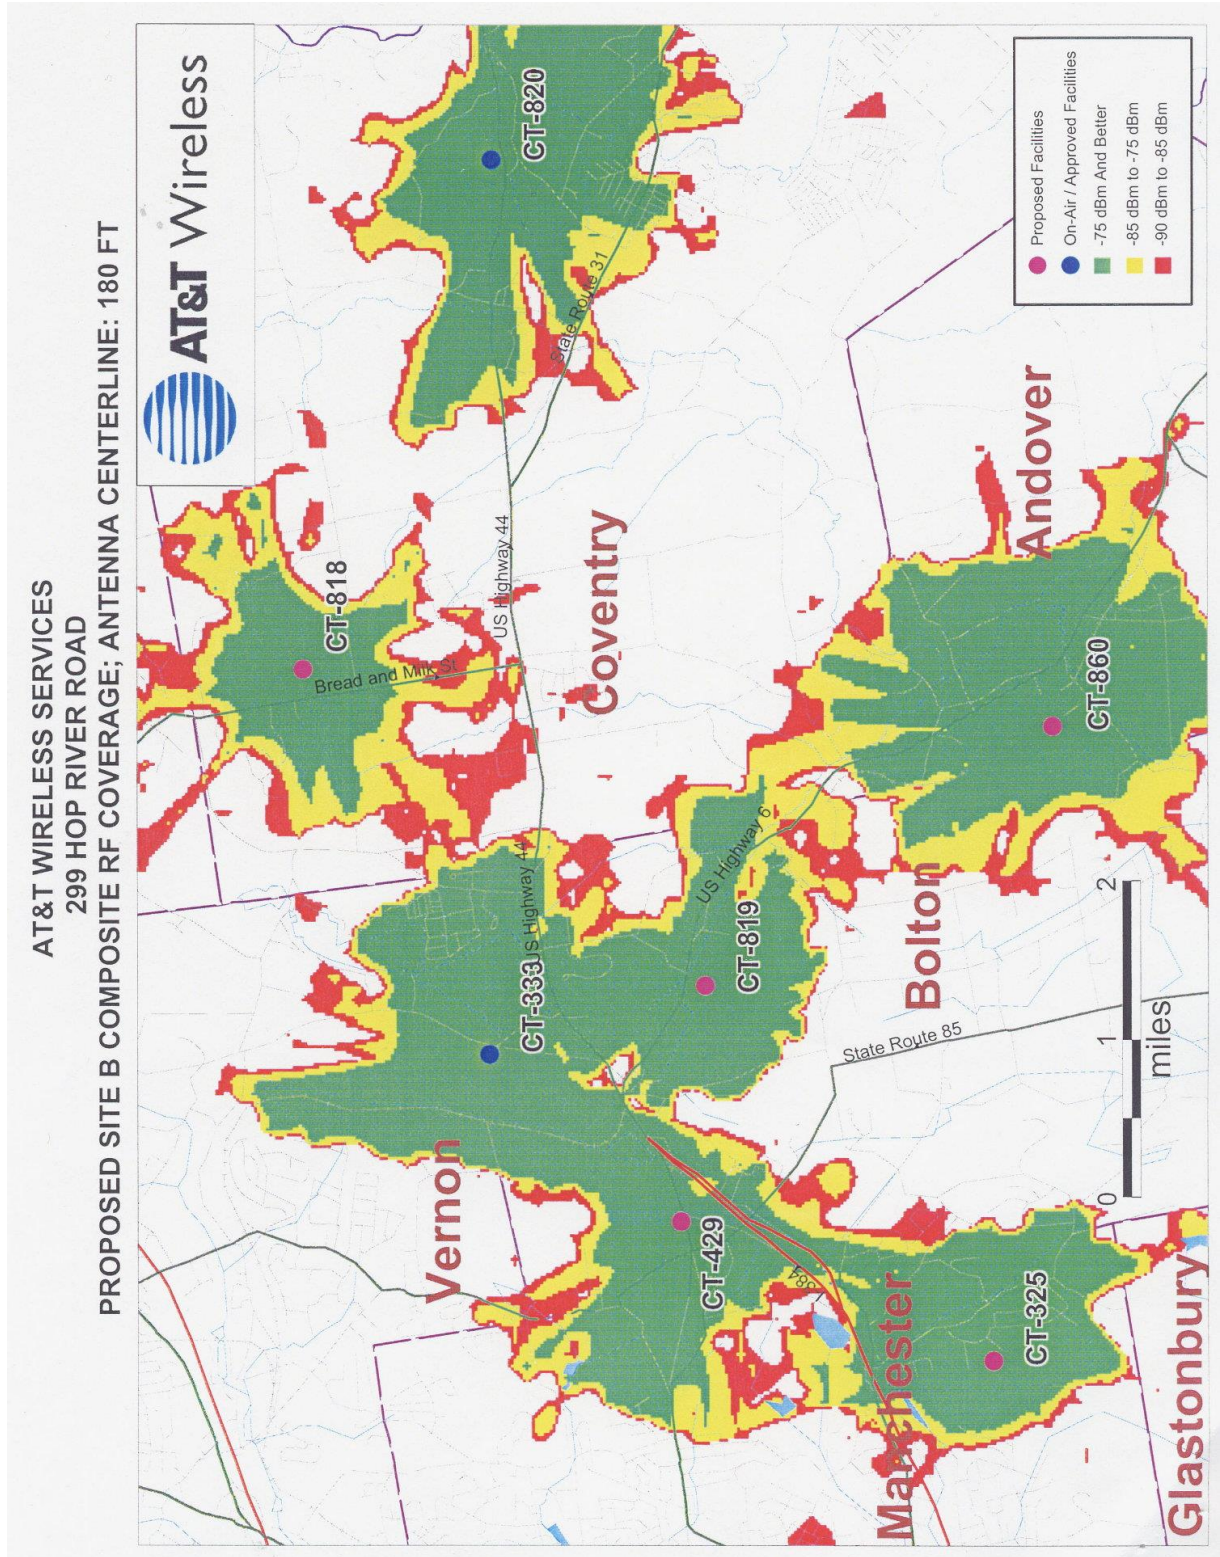 AT&T WIRELESS SERVICES
299 HOP RIVER ROAD
PROPOSED SITE B COMPOSITE RF COVERAGE; ANTENNA CENTERLINE: 180 FT
AT&T Wireless
CT-820
CT-818
Bread and Milk St
US Highway 44
State Route 31
Coventry
CT-333
US Highway 44
Vernon
US Highway 6
CT-819
CT-429
I-384
Bolton
State Route 85
CT-860
Andover
Manchester
CT-325
Glastonbury
0 1 2
miles
Proposed Facilities
On-Air / Approved Facilities
-75 dBm And Better
-85 dBm to -75 dBm
-90 dBm to -85 dBm